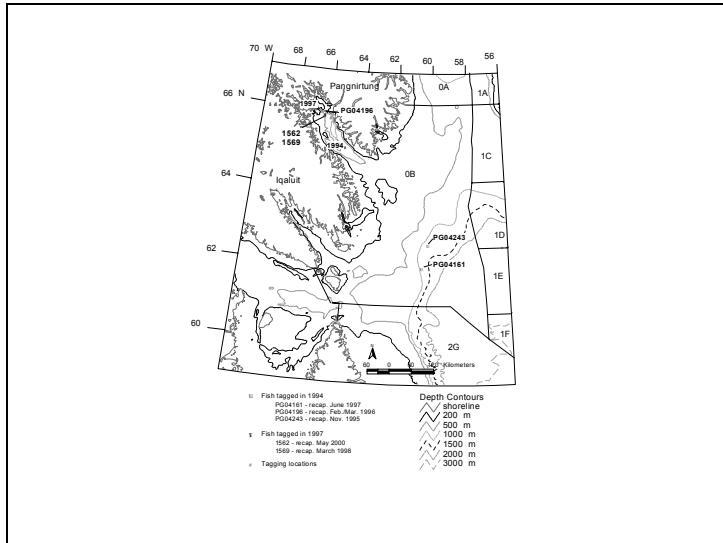 70 W 68 66 64 62 60 58 56
66 N
Pangnirtung
0A
1A
1997
PG04196
1562
1569
1994
1C
64
Iqaluit
0B
PG04243
1D
62
PG04161
1E
60
2G
1F
N
Kilometers
Fish tagged in 1994
PG04161 - recap. June 1997
PG04196 - recap. Feb./Mar. 1996
PG04243 - recap. Nov. 1995
Fish tagged in 1997
1562 - recap. May 2000
1569 - recap. March 1998
Tagging locations
Depth Contours
shoreline
200 m
500 m
1000 m
1500 m
2000 m
3000 m